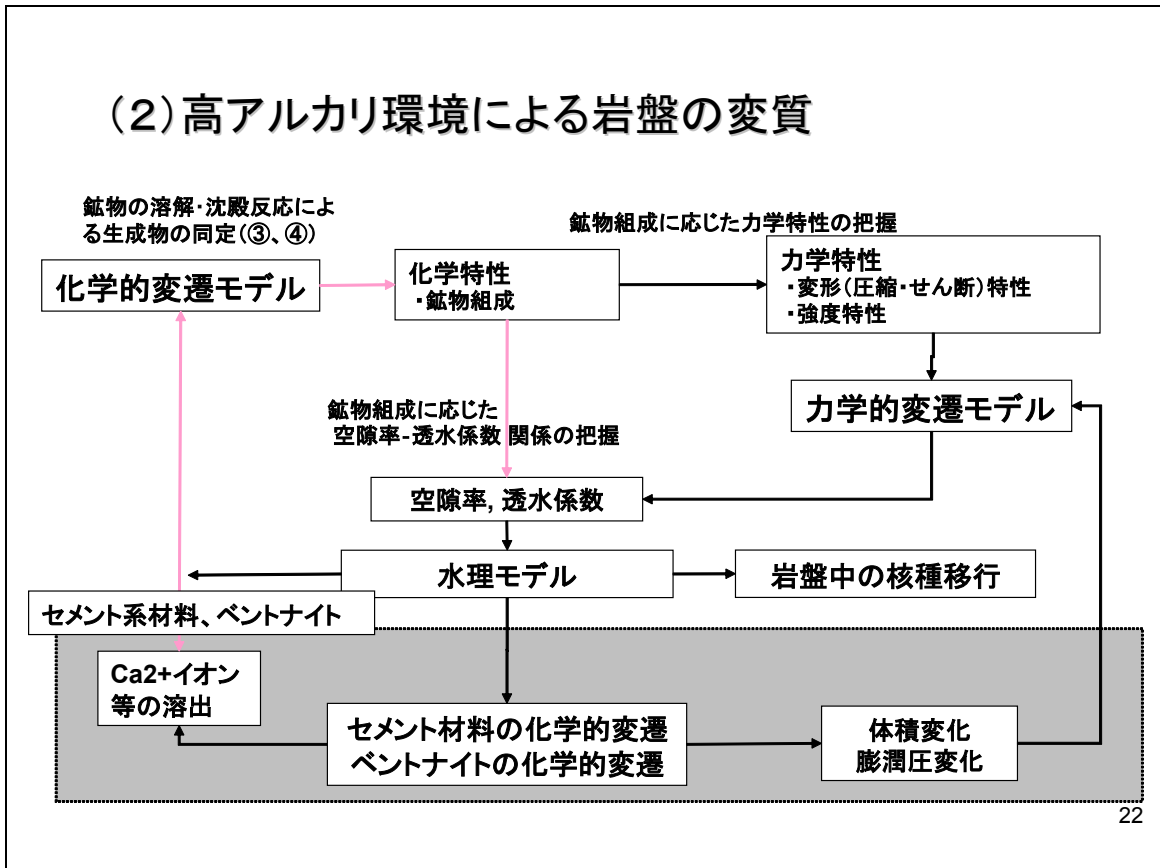 (2)高アルカリ環境による岩盤の変質
鉱物の溶解・沈殿反応によ
る生成物の同定(③、④)
鉱物組成に応じた力学特性の把握
化学的変遷モデル
化学特性
・鉱物組成
力学特性
・変形(圧縮・せん断)特性
・強度特性
力学的変遷モデル
鉱物組成に応じた
空隙率-透水係数 関係の把握
空隙率, 透水係数
水理モデル
岩盤中の核種移行
セメント系材料、ベントナイト
Ca2+イオン
等の溶出
セメント材料の化学的変遷
ベントナイトの化学的変遷
体積変化
膨潤圧変化
22